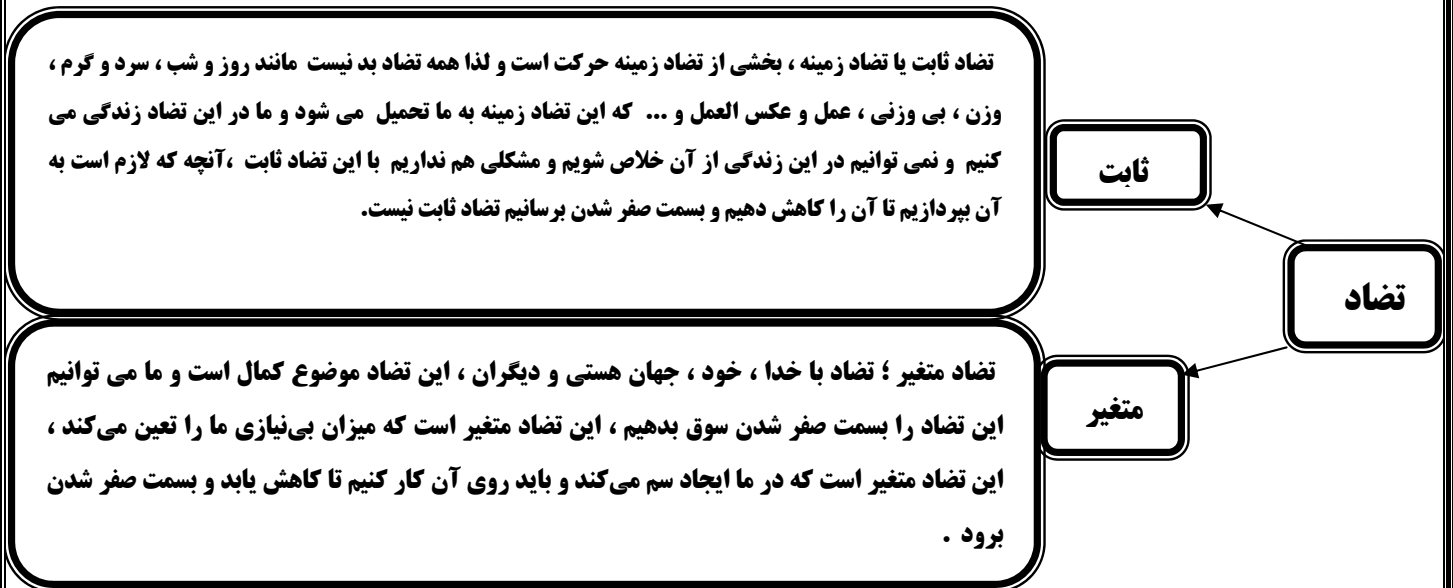 تضاد
ثابت
تضاد ثابت یا تضاد زمینه ، بخشی از تضاد زمینه حرکت است و لذا همه تضاد بد نیست مانند روز و شب ، سرد و گرم ،
وزن ، بی وزنی ، عمل و عکس العمل و ... که این تضاد زمینه به ما تحمیل می شود و ما در این تضاد زندگی می
کنیم و نمی توانیم در این زندگی از آن خلاص شویم و مشکلی هم نداریم با این تضاد ثابت ،آنچه که لازم است به
آن بپردازیم تا آن را کاهش دهیم و بسمت صفر شدن برسانیم تضاد ثابت نیست.
متغیر
تضاد متغیر ؛ تضاد با خدا ، خود ، جهان هستی و دیگران ، این تضاد موضوع کمال است و ما می توانیم
این تضاد را بسمت صفر شدن سوق بدهیم ، این تضاد متغیر است که میزان بی‌نیازی ما را تعین می‌کند ،
این تضاد متغیر است که در ما ایجاد سم می‌کند و باید روی آن کار کنیم تا کاهش یابد و بسمت صفر شدن
برود .